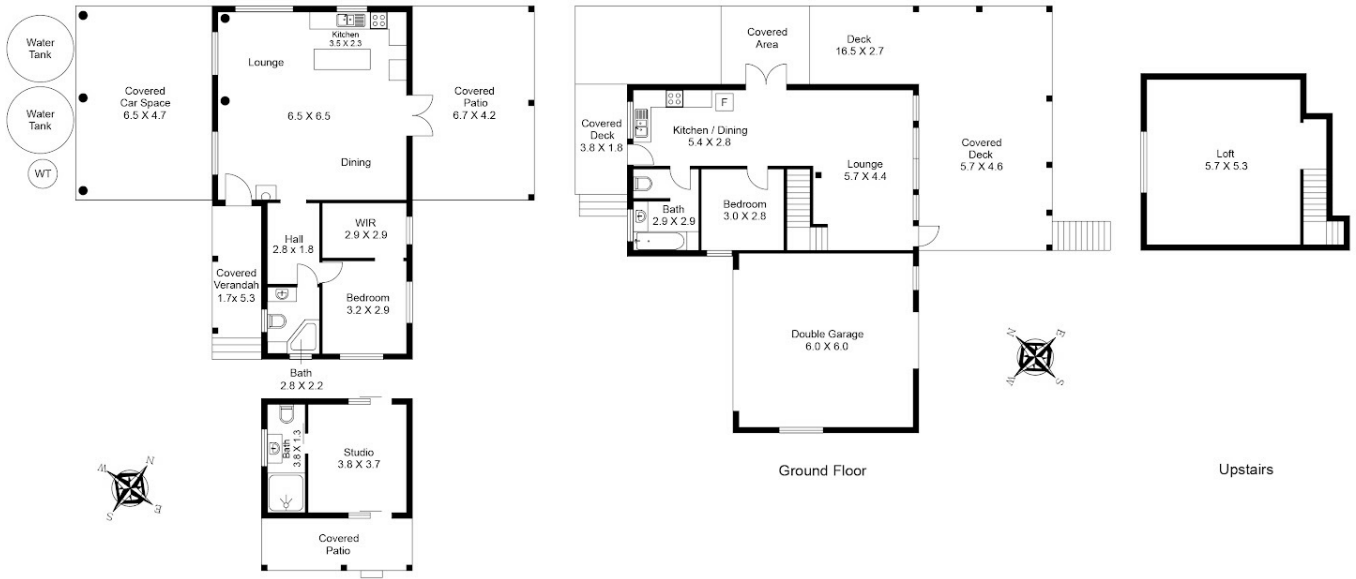 Water
Tank
Water
Tank
WT
Covered
Car Space
6.5 X 4.7
Lounge
Kitchen
3.5 X 2.3
6.5 X 6.5
Dining
Covered
Patio
6.7 X 4.2
Hall
2.8 x 1.8
WIR
2.9 X 2.9
Covered
Verandah
1.7x 5.3
Bedroom
3.2 X 2.9
Bath
2.8 X 2.2
Bath
3.8 X 1.3
Studio
3.8 X 3.7
Covered
Patio
N
W
E
S
Covered
Area
Deck
16.5 X 2.7
Covered
Deck
3.8 X 1.8
F
Kitchen / Dining
5.4 X 2.8
Lounge
5.7 X 4.4
Covered
Deck
5.7 X 4.6
Bath
2.9 X 2.9
Bedroom
3.0 X 2.8
Double Garage
6.0 X 6.0
N
E
W
S
Ground Floor
Loft
5.7 X 5.3
Upstairs